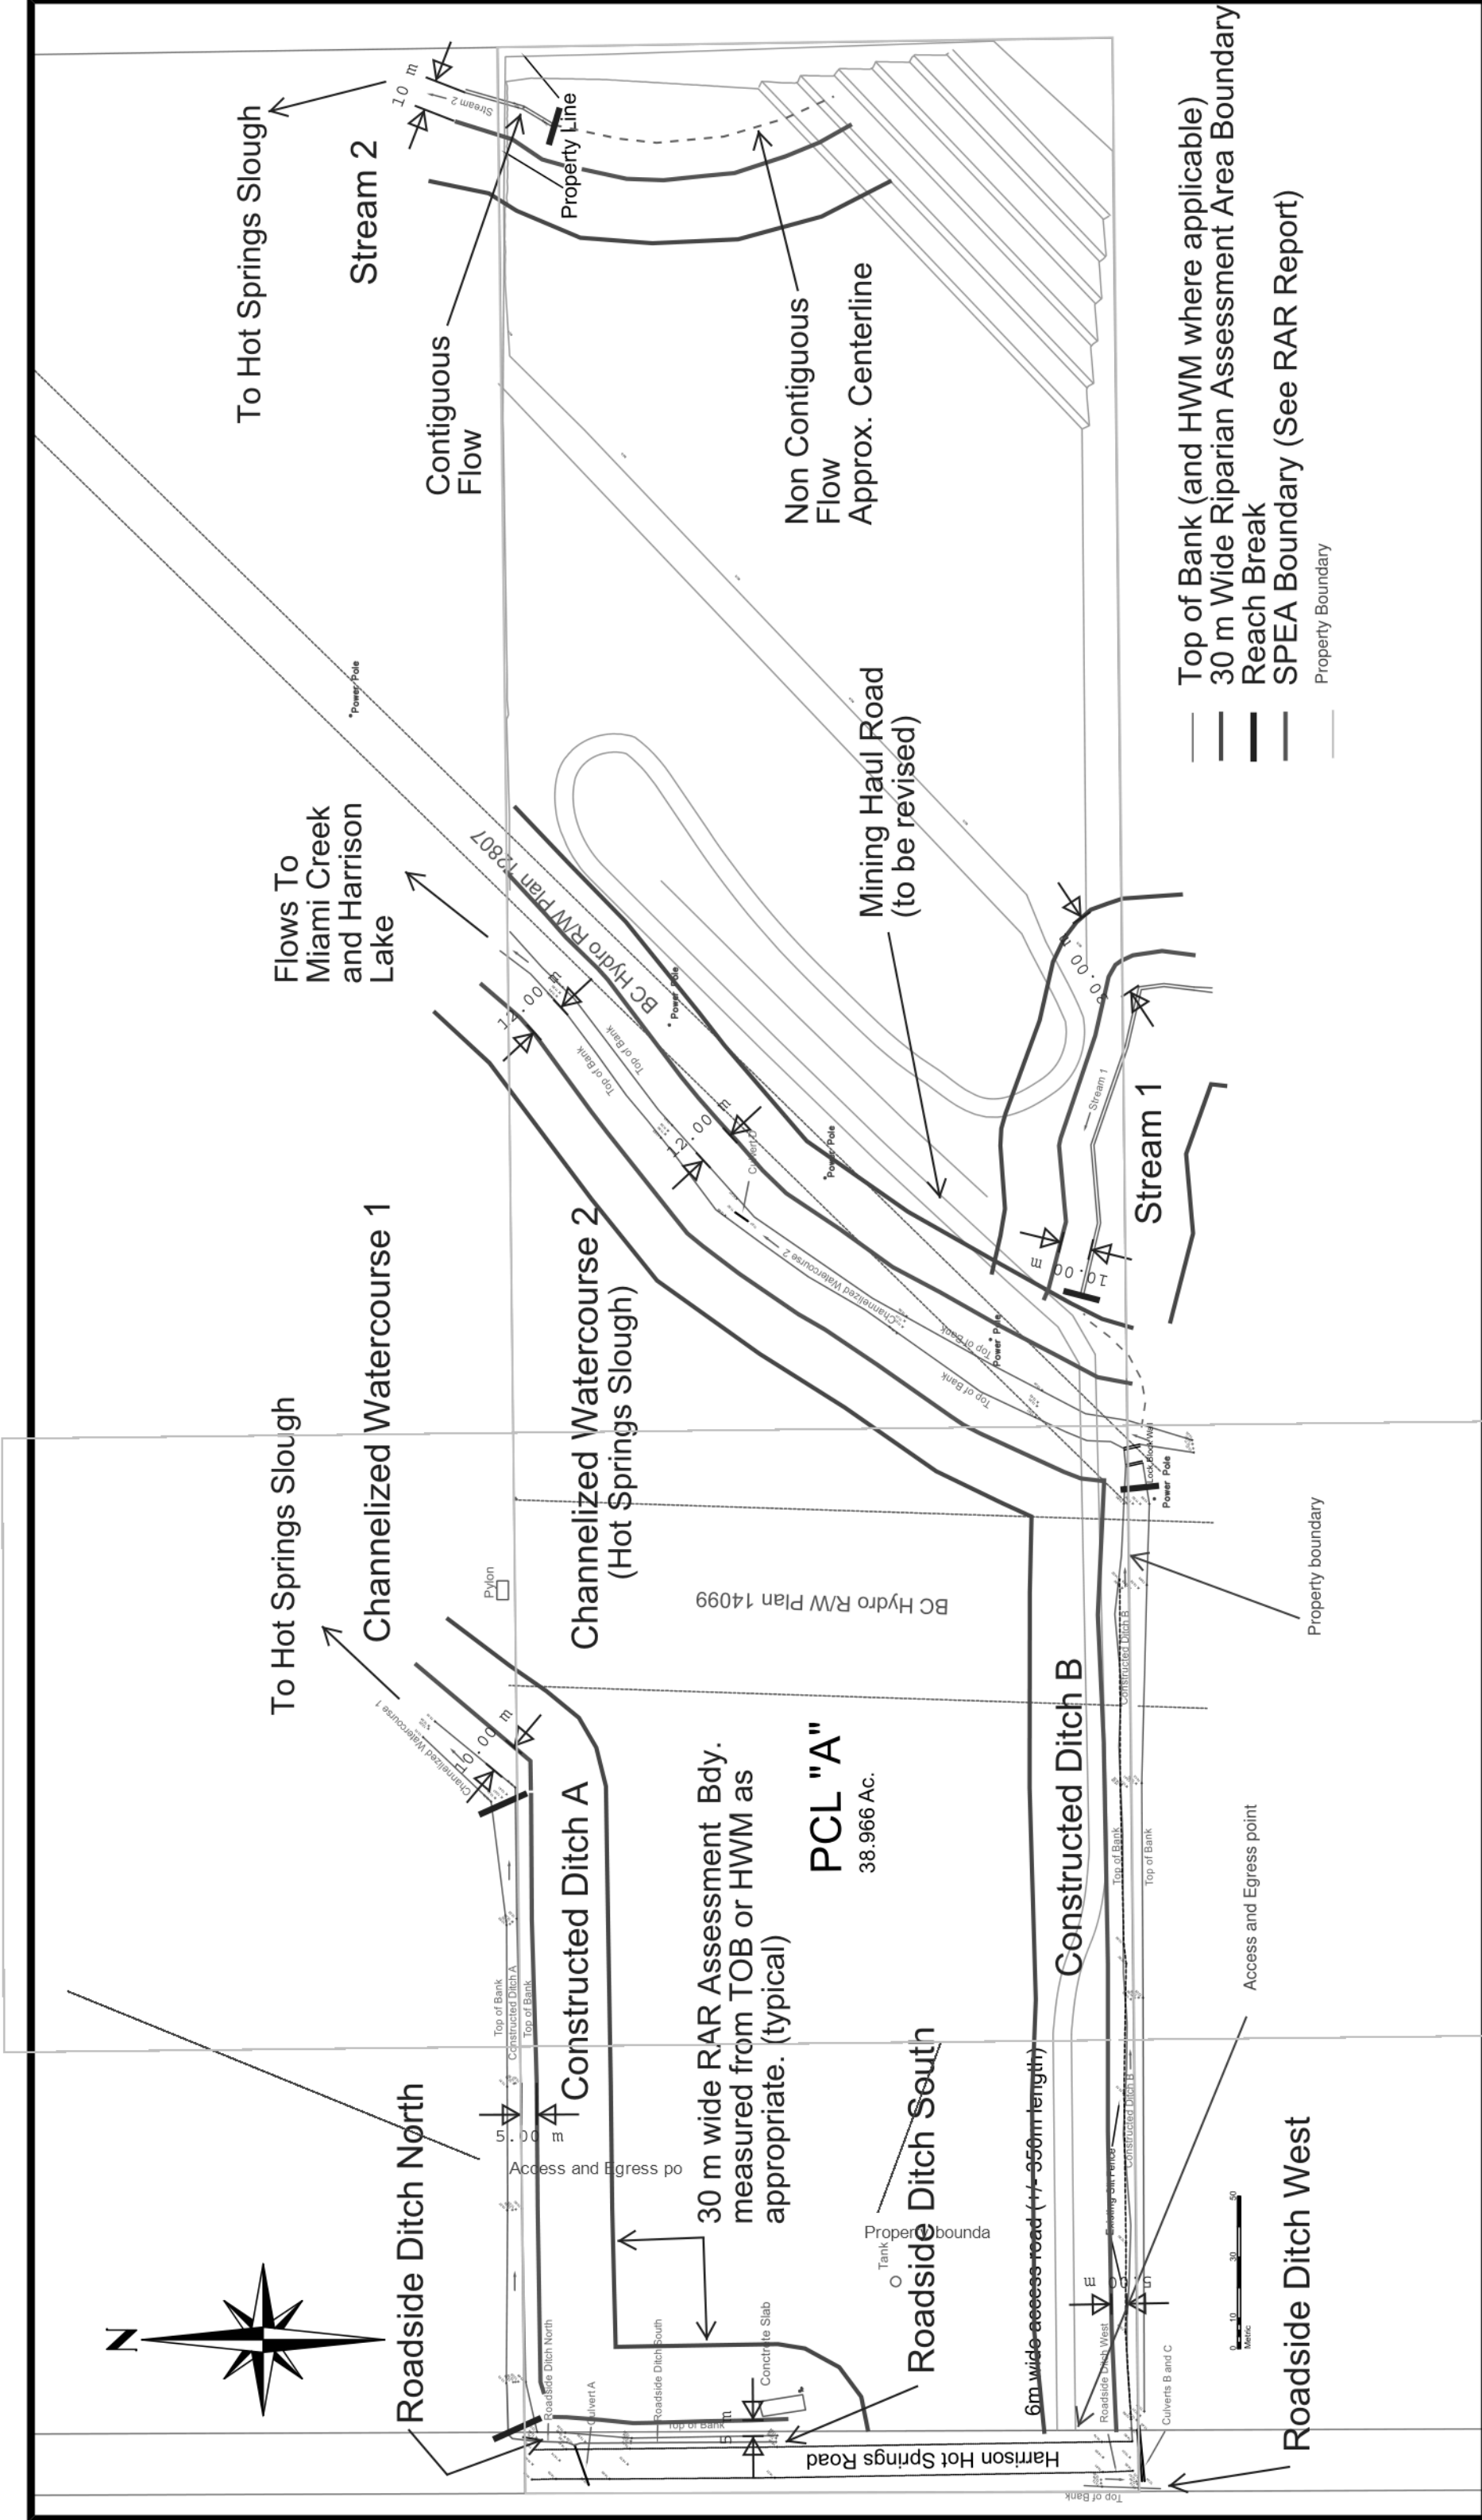 To Hot Springs Slough
Stream 2
10 m
Stream 2
Property Line
Contiguous
Flow
Non Contiguous
Flow
Approx. Centerline
Top of Bank (and HWM where applicable)
30 m Wide Riparian Assessment Area Boundary
Reach Break
SPEA Boundary (See RAR Report)
Property Boundary
Flows To
Miami Creek
and Harrison
Lake
Power Pole
BC Hydro R/W Plan 12807
Power Pole
12.00 m
Top of Bank
Top of Bank
12.00 m
Power Pole
Channelized Watercourse 2
Top of Bank
Top of Bank
Power Pole
Mining Haul Road
(to be revised)
Stream 1
Stream 1
10.00 m
Lock Block Wall
Power Pole
To Hot Springs Slough
Channelized Watercourse 1
Channelized Watercourse 2
(Hot Springs Slough)
Pylon
BC Hydro R/W Plan 14099
Property boundary
Channelized Watercourse 1
10.00 m
Constructed Ditch A
Top of Bank
Constructed Ditch A
Top of Bank
30 m wide RAR Assessment Bdy.
measured from TOB or HWM as
appropriate. (typical)
PCL "A"
38.966 Ac.
Constructed Ditch B
Constructed Ditch B
Top of Bank
Top of Bank
Access and Egress point
N
Roadside Ditch North
5.00 m
Access and Egress po
Roadside Ditch South
Property bounda
Tank
6m wide access road (+/- 350m length)
Existing Silt Fence
Constructed Ditch B
5.00 m
0 10 30 50
Metric
Roadside Ditch West
Roadside Ditch North
Culvert A
Roadside Ditch South
Top of Bank
5 m
Conctrete Slab
Harrison Hot Springs Road
Roadside Ditch West
Culverts B and C
Top of Bank